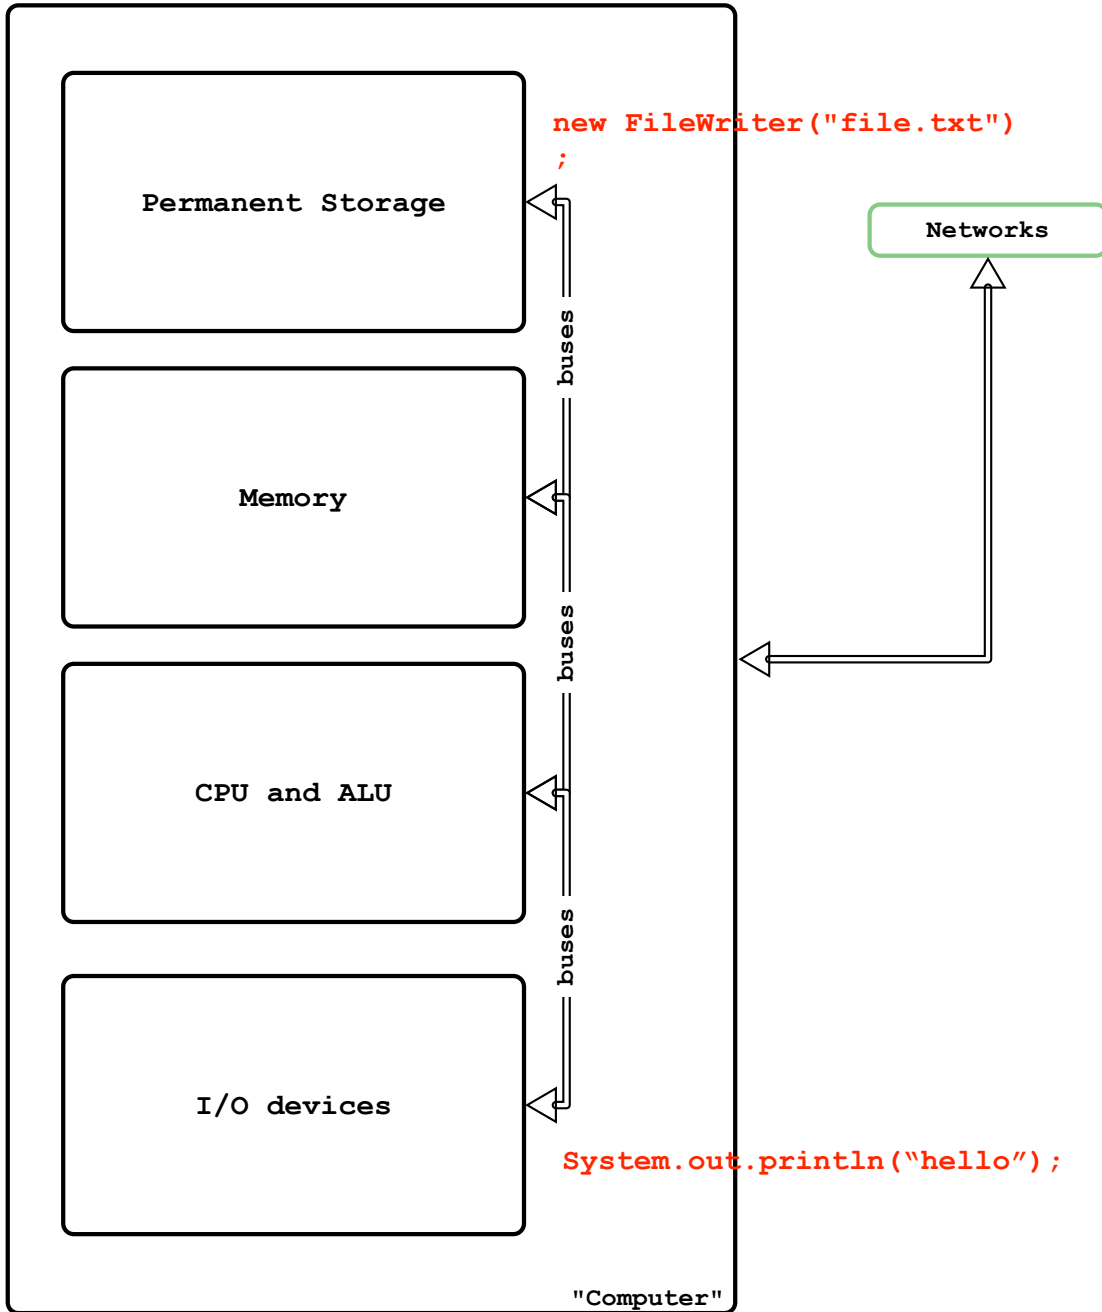 new FileWriter("file.txt")
;
Permanent Storage
Networks
buses
Memory
buses
CPU and ALU
buses
I/O devices
System.out.println(“hello”);
"Computer"